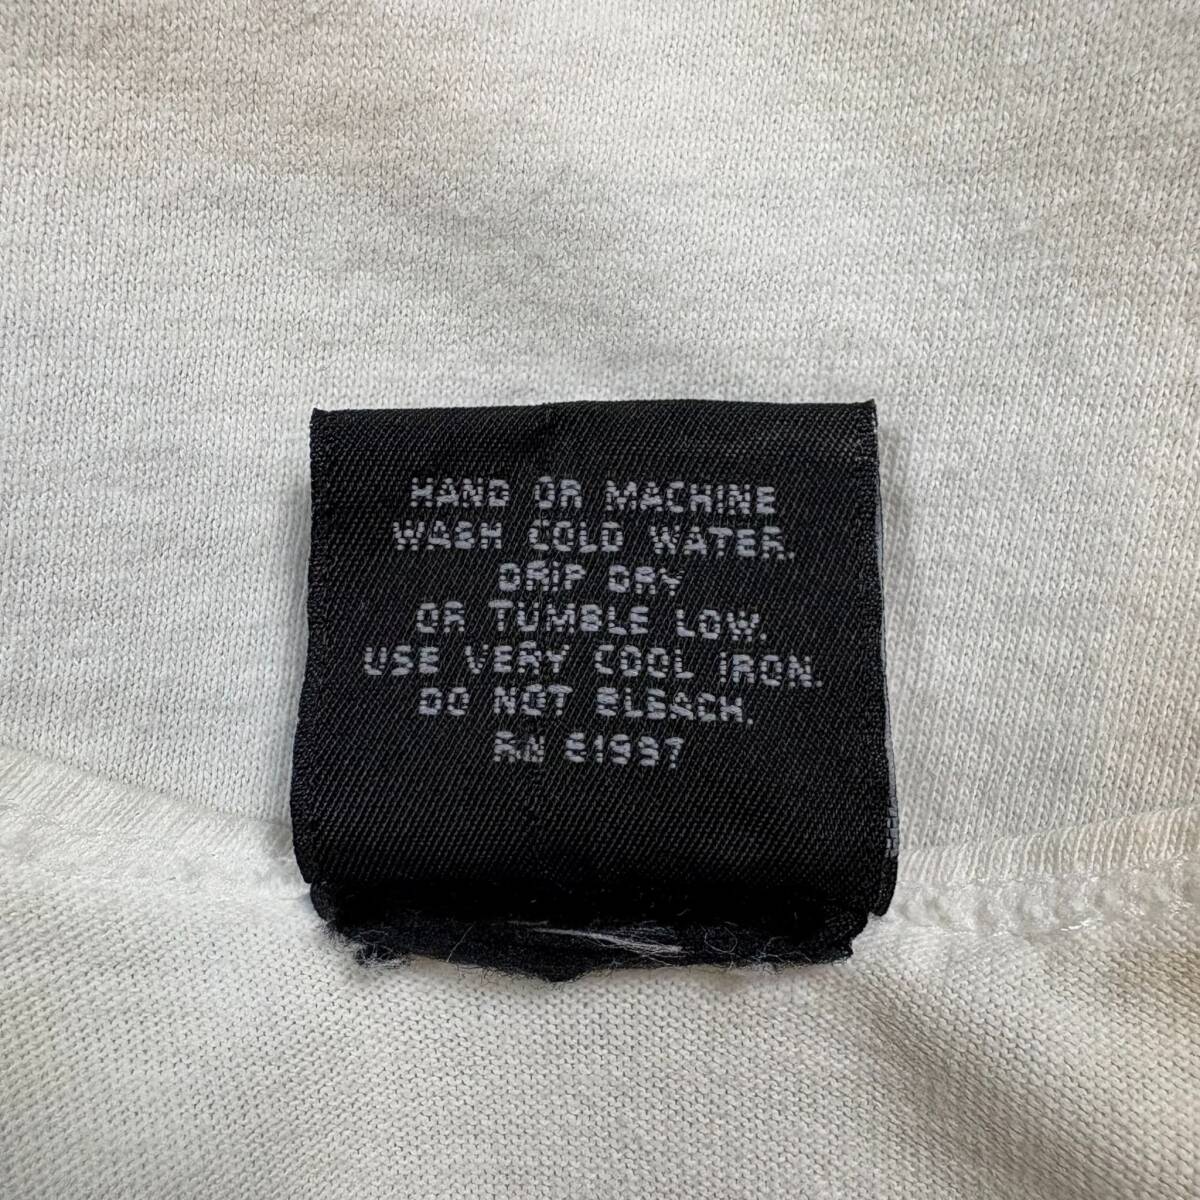 HAND OR MACHINE
WASH COLD WATER.
DRIP DRY
OR TUMBLE LOW.
USE VERY COOL IRON.
DO NOT BLEACH.
RN 61997